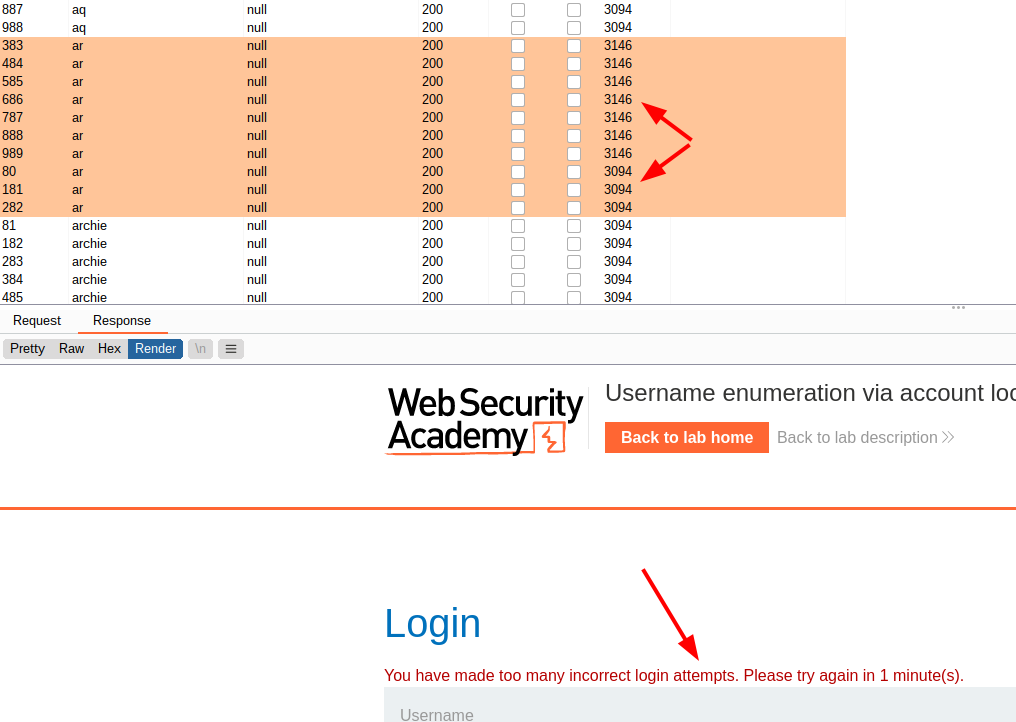 887 aq null 200 3094
988 aq null 200 3094
383 ar null 200 3146
484 ar null 200 3146
585 ar null 200 3146
686 ar null 200 3146
787 ar null 200 3146
888 ar null 200 3146
989 ar null 200 3146
80 ar null 200 3094
181 ar null 200 3094
282 ar null 200 3094
81 archie null 200 3094
182 archie null 200 3094
283 archie null 200 3094
384 archie null 200 3094
485 archie null 200 3094
Request Response
Pretty Raw Hex Render \n
WebSecurity
Academy
Username enumeration via account loc
Back to lab home Back to lab description
Login
You have made too many incorrect login attempts. Please try again in 1 minute(s).
Username